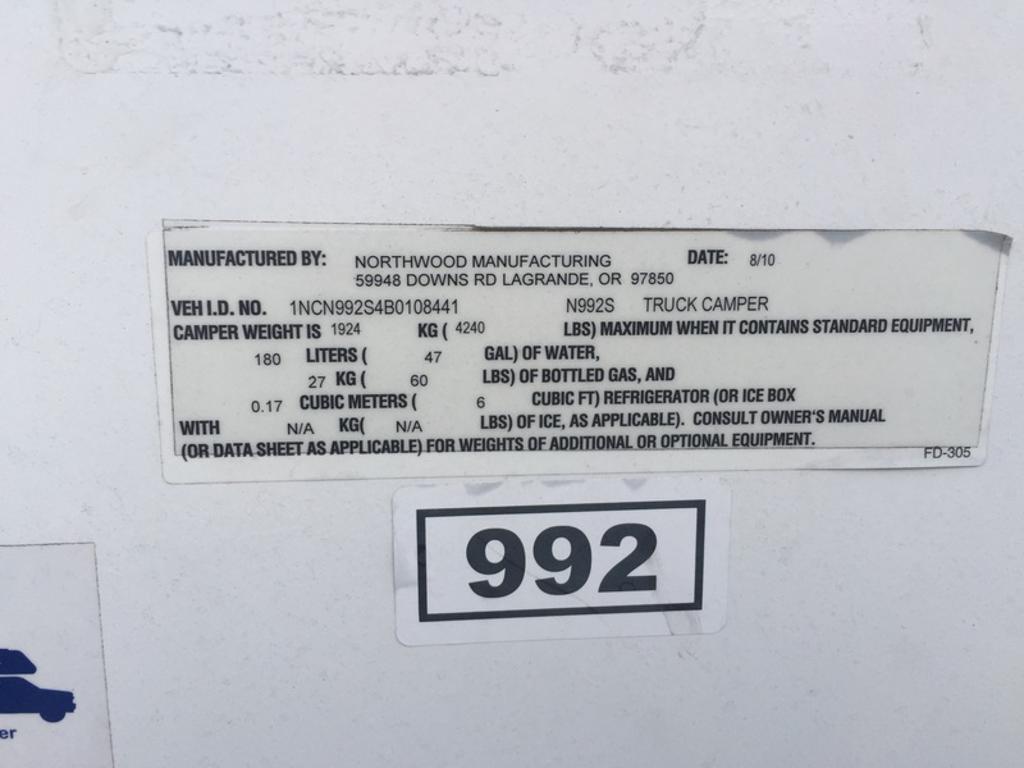 MANUFACTURED BY: NORTHWOOD MANUFACTURING DATE: 8/10
59948 DOWNS RD LAGRANDE, OR 97850
VEH I.D. NO. 1NCN992S4B0108441 N992S TRUCK CAMPER
CAMPER WEIGHT IS 1924 KG ( 4240 LBS) MAXIMUM WHEN IT CONTAINS STANDARD EQUIPMENT,
180 LITERS ( 47 GAL) OF WATER,
27 KG ( 60 LBS) OF BOTTLED GAS, AND
0.17 CUBIC METERS ( 6 CUBIC FT) REFRIGERATOR (OR ICE BOX
WITH N/A KG( N/A LBS) OF ICE, AS APPLICABLE). CONSULT OWNER'S MANUAL
(OR DATA SHEET AS APPLICABLE) FOR WEIGHTS OF ADDITIONAL OR OPTIONAL EQUIPMENT.
FD-305
992
er